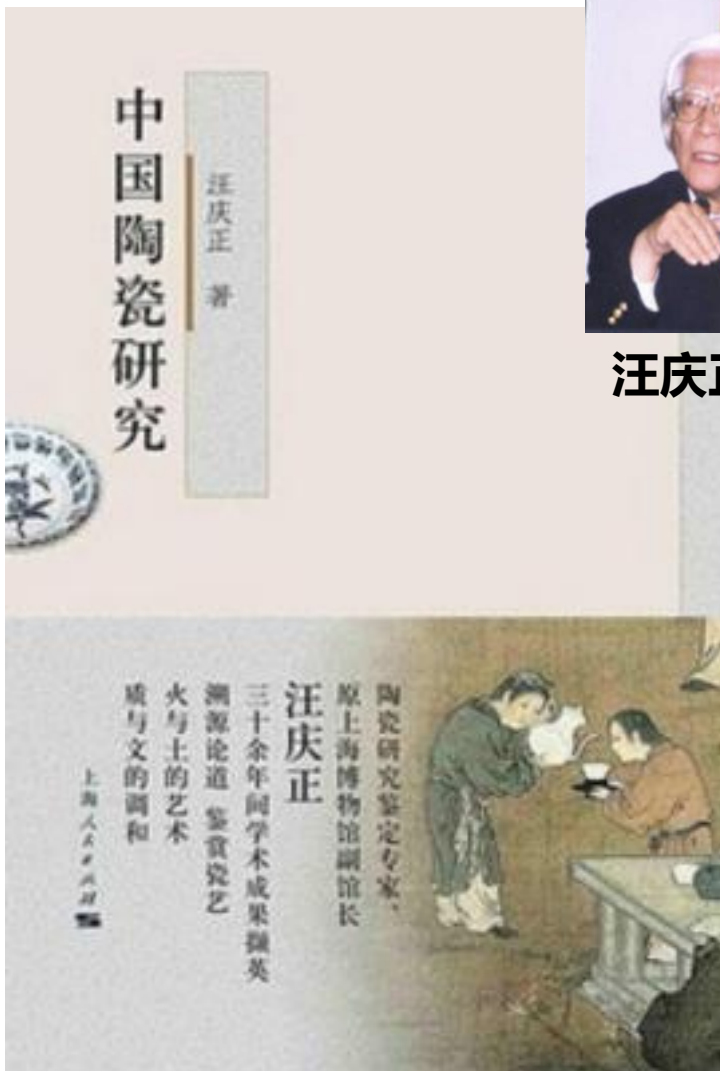 中国陶瓷研究
汪庆正 著
汪庆正
陶瓷研究鉴定专家、
原上海博物馆副馆长
汪庆正
三十余年间学术成果撷英
溯源论道 鉴赏瓷艺
火与土的艺术
质与文的调和
上海人民出版社